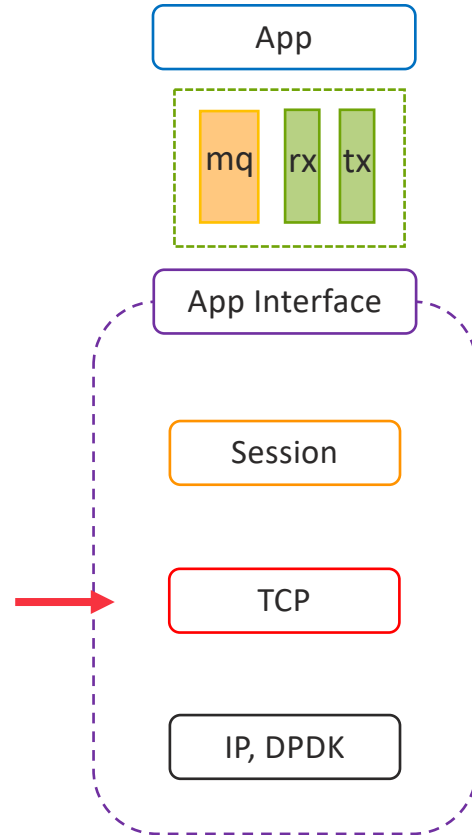 App
mq rx tx
App Interface
Session
TCP
IP, DPDK